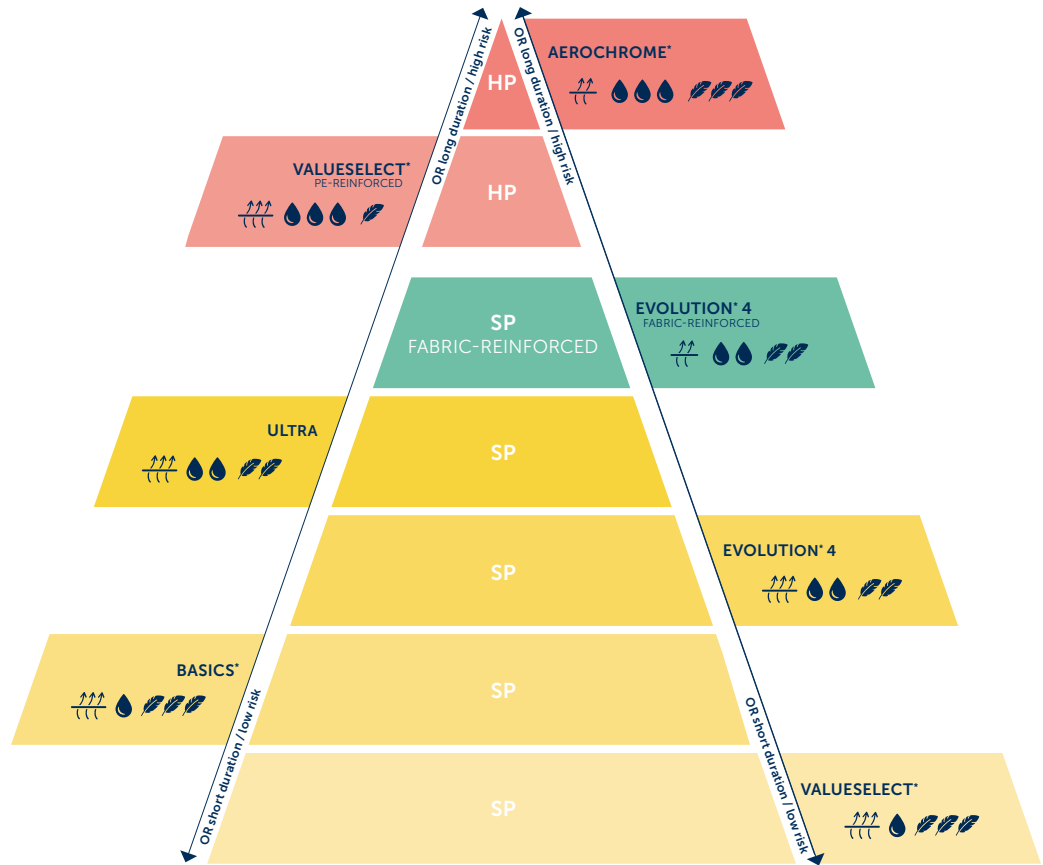 OR long duration / high risk
OR long duration / high risk
HP
AEROCHROME*
VALUESELECT*
PE-REINFORCED
HP
SP
FABRIC-REINFORCED
EVOLUTION* 4
FABRIC-REINFORCED
ULTRA
SP
SP
EVOLUTION* 4
BASICS*
SP
OR short duration / low risk
OR short duration / low risk
SP
VALUESELECT*